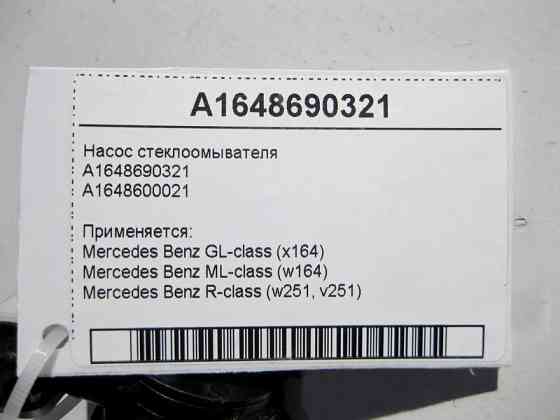 A1648690321
Насос стеклоомывателя
A1648690321
A1648600021
Применяется:
Mercedes Benz GL-class (x164)
Mercedes Benz ML-class (w164)
Mercedes Benz R-class (w251, v251)